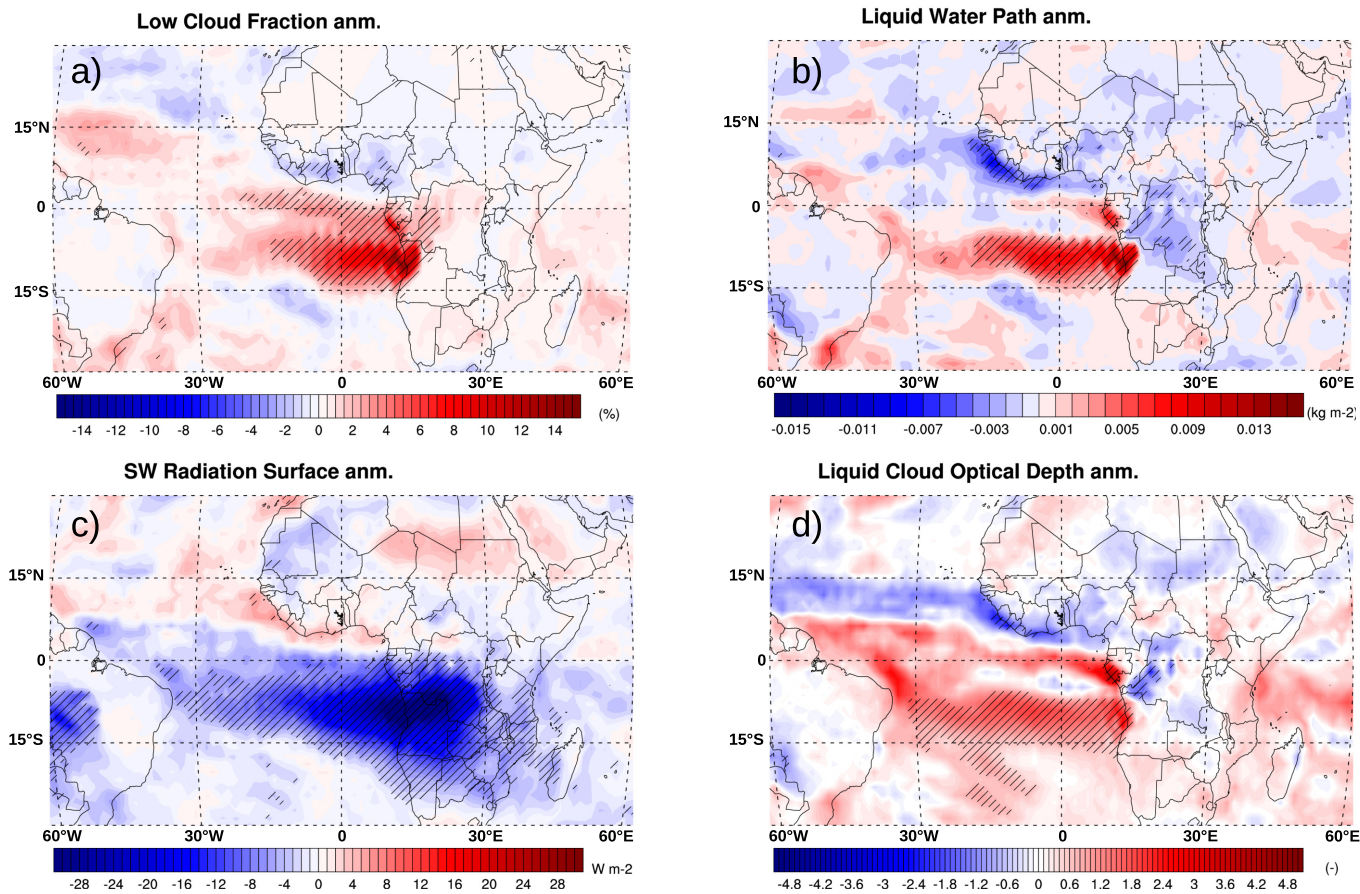 Low Cloud Fraction anm.
a)
15°N
0
15°S
60°W 30°W 0 30°E 60°E
-14 -12 -10 -8 -6 -4 -2 0 2 4 6 8 10 12 14 (%)
Liquid Water Path anm.
b)
15°N
0
15°S
60°W 30°W 0 30°E 60°E
-0.015 -0.011 -0.007 -0.003 0.001 0.005 0.009 0.013 (kg m-2)
SW Radiation Surface anm.
c)
15°N
0
15°S
60°W 30°W 0 30°E 60°E
-28 -24 -20 -16 -12 -8 -4 0 4 8 12 16 20 24 28 W m-2
Liquid Cloud Optical Depth anm.
d)
15°N
0
15°S
60°W 30°W 0 30°E 60°E
-4.8 -4.2 -3.6 -3 -2.4 -1.8 -1.2 -0.6 0 0.6 1.2 1.8 2.4 3 3.6 4.2 4.8 (-)